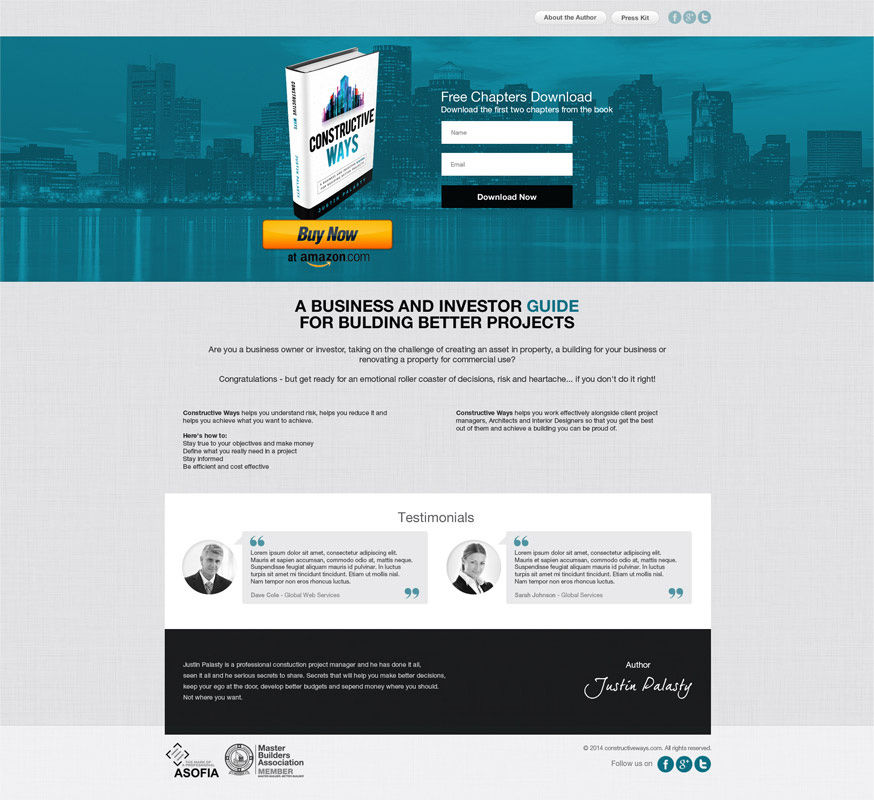 About the Author
Press Kit
CONSTRUCTIVE WAYS
JUSTIN PALASTY
CONSTRUCTIVE
WAYS
A BUSINESS AND INVESTOR GUIDE
FOR BUILDING BETTER PROJECTS
JUSTIN PALASTY
Buy Now
at amazon.com
Free Chapters Download
Download the first two chapters from the book
Name
Email
Download Now
A BUSINESS AND INVESTOR GUIDE
FOR BULDING BETTER PROJECTS
Are you a business owner or investor, taking on the challenge of creating an asset in property, a building for your business or
renovating a property for commercial use?
Congratulations - but get ready for an emotional roller coaster of decisions, risk and heartache... if you don't do it right!
Constructive Ways helps you understand risk, helps you reduce it and
helps you achieve what you want to achieve.
Here's how to:
Stay true to your objectives and make money
Define what you really need in a project
Stay informed
Be efficient and cost effective
Constructive Ways helps you work effectively alongside client project
managers, Architects and Interior Designers so that you get the best
out of them and achieve a building you can be proud of.
Testimonials
Lorem ipsum dolor sit amet, consectetur adipiscing elit.
Mauris et sapien accumsan, commodo odio at, mattis neque.
Suspendisse feugiat aliquam mauris id pulvinar. In luctus
turpis sit amet mi tincidunt tincidunt. Etiam ut mollis nisl.
Nam tempor non eros rhoncus luctus.
Dave Cole - Global Web Services
Lorem ipsum dolor sit amet, consectetur adipiscing elit.
Mauris et sapien accumsan, commodo odio at, mattis neque.
Suspendisse feugiat aliquam mauris id pulvinar. In luctus
turpis sit amet mi tincidunt tincidunt. Etiam ut mollis nisl.
Nam tempor non eros rhoncus luctus.
Sarah Johnson - Global Services
Justin Palasty is a professional constuction project manager and he has done it all,
seen it all and he serious secrets to share. Secrets that will help you make better decisions,
keep your ego at the door, develop better budgets and sepend money where you should.
Not where you want.
Author
Justin Palasty
THE MARK OF
A PROFESSIONAL
ASOFIA
Master
Builders
Association
MEMBER
MASTER BUILDER. BETTER BUILDER
© 2014 constructiveways.com. All rights reserved.
Follow us on